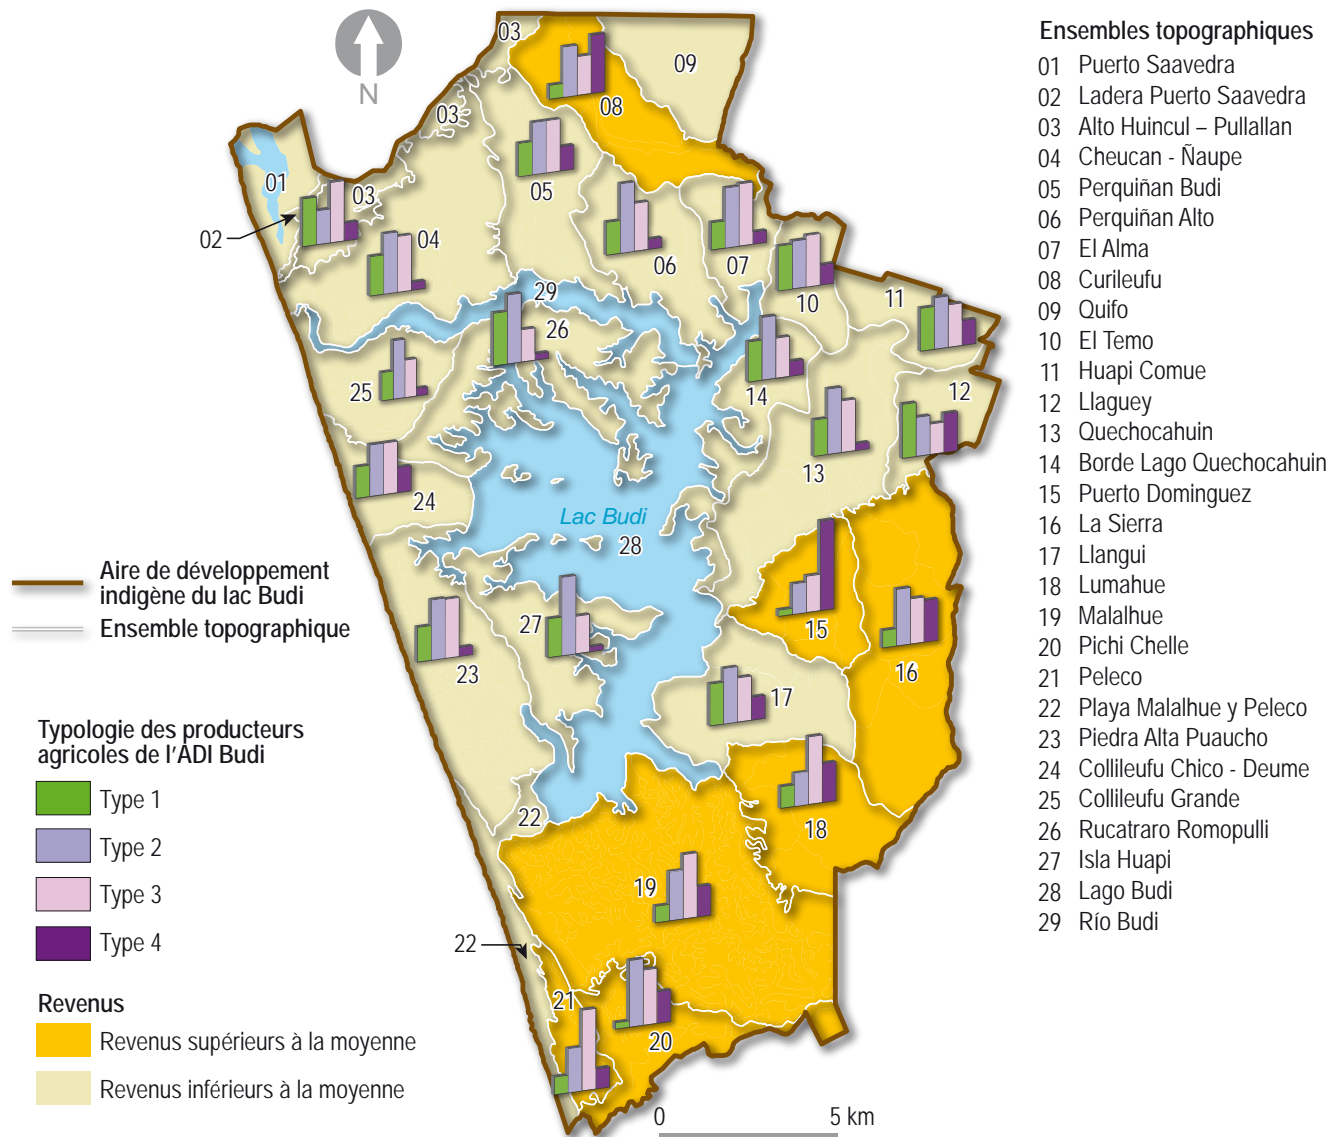 Ensembles topographiques
01 Puerto Saavedra
02 Ladera Puerto Saavedra
03 Alto Huincul – Pullallan
04 Cheucan - Ñaupe
05 Perquiñan Budi
06 Perquiñan Alto
07 El Alma
08 Curileufu
09 Quifo
10 El Temo
11 Huapi Comue
12 Llaguey
13 Quechocahuin
14 Borde Lago Quechocahuin
15 Puerto Dominguez
16 La Sierra
17 Llangui
18 Lumahue
19 Malalhue
20 Pichi Chelle
21 Peleco
22 Playa Malalhue y Peleco
23 Piedra Alta Puaucho
24 Collileufu Chico - Deume
25 Collileufu Grande
26 Rucatraro Romopulli
27 Isla Huapi
28 Lago Budi
29 Río Budi
N
03
09
08
03
05
01
03
02
04
06
07
10
11
29
26
25
14
12
13
24
Lac Budi
28
27
15
23
16
17
22
18
19
22
21
20
Aire de développement
indigène du lac Budi
Ensemble topographique
Typologie des producteurs
agricoles de l'ADI Budi
Type 1
Type 2
Type 3
Type 4
Revenus
Revenus supérieurs à la moyenne
Revenus inférieurs à la moyenne
0 5 km